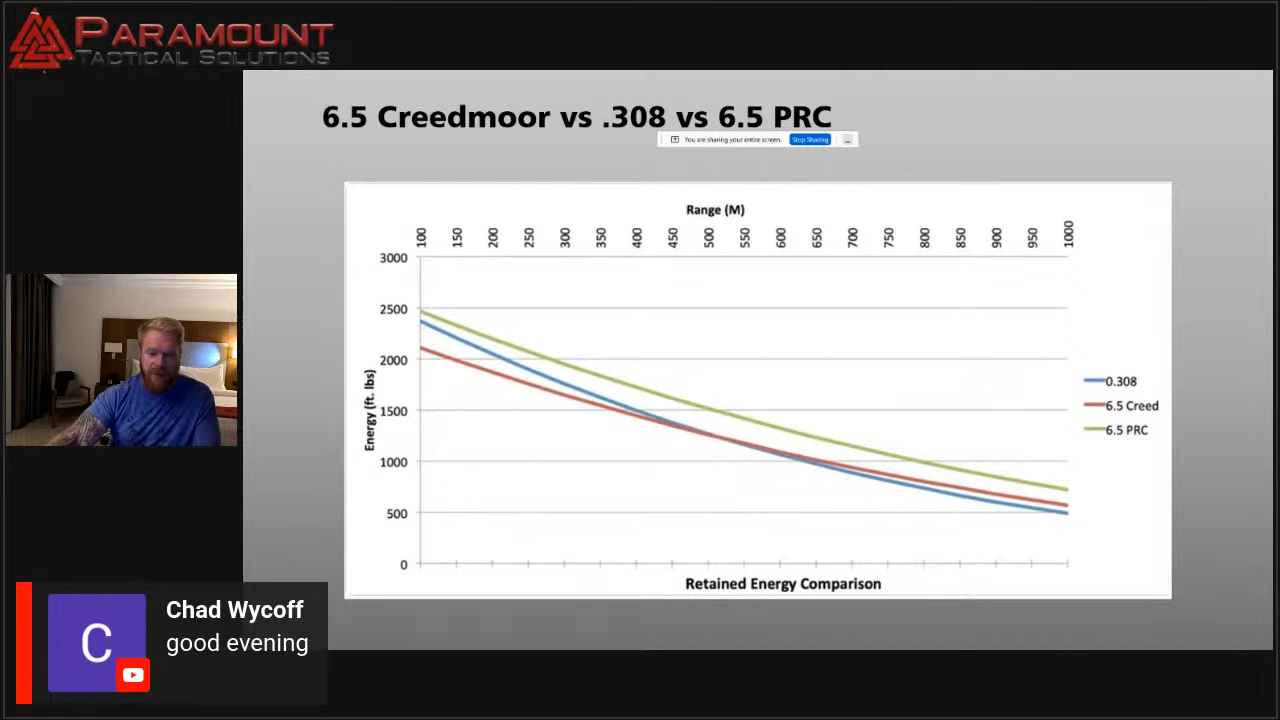 PARAMOUNT
TACTICAL SOLUTIONS
6.5 Creedmoor vs .308 vs 6.5 PRC
You are sharing your entire screen. Stop Sharing
Range (M)
100 150 200 250 300 350 400 450 500 550 600 650 700 750 800 850 900 950 1000
3000
2500
2000
1500
1000
500
0
Energy (ft. lbs)
0.308
6.5 Creed
6.5 PRC
Retained Energy Comparison
C
Chad Wycoff
good evening